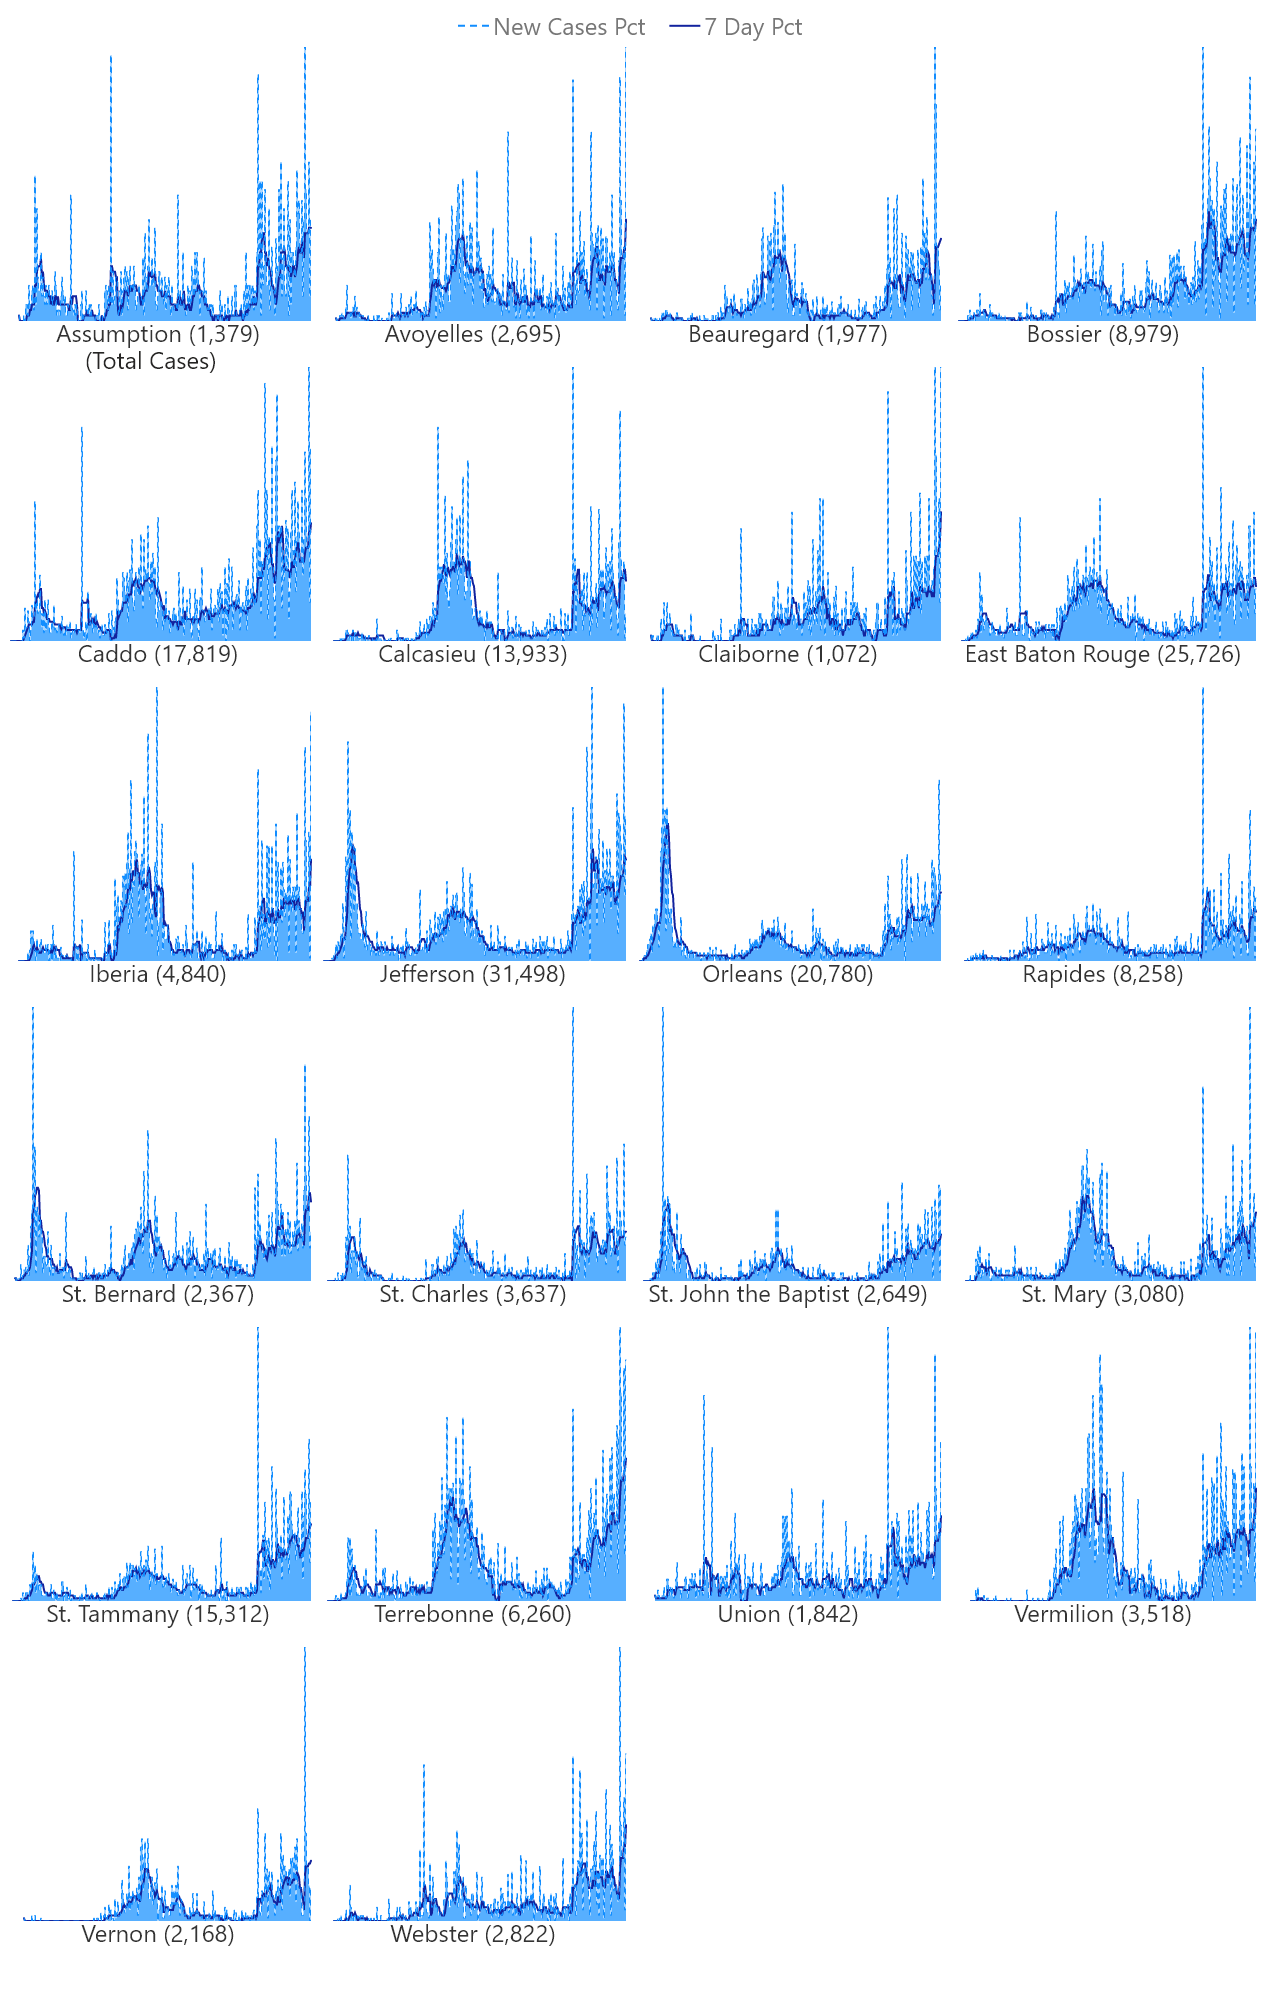 New Cases Pct 7 Day Pct
Assumption (1,379) Avoyelles (2,695) Beauregard (1,977) Bossier (8,979)
(Total Cases)
Caddo (17,819) Calcasieu (13,933) Claiborne (1,072) East Baton Rouge (25,726)
Iberia (4,840) Jefferson (31,498) Orleans (20,780) Rapides (8,258)
St. Bernard (2,367) St. Charles (3,637) St. John the Baptist (2,649) St. Mary (3,080)
St. Tammany (15,312) Terrebonne (6,260) Union (1,842) Vermilion (3,518)
Vernon (2,168) Webster (2,822)